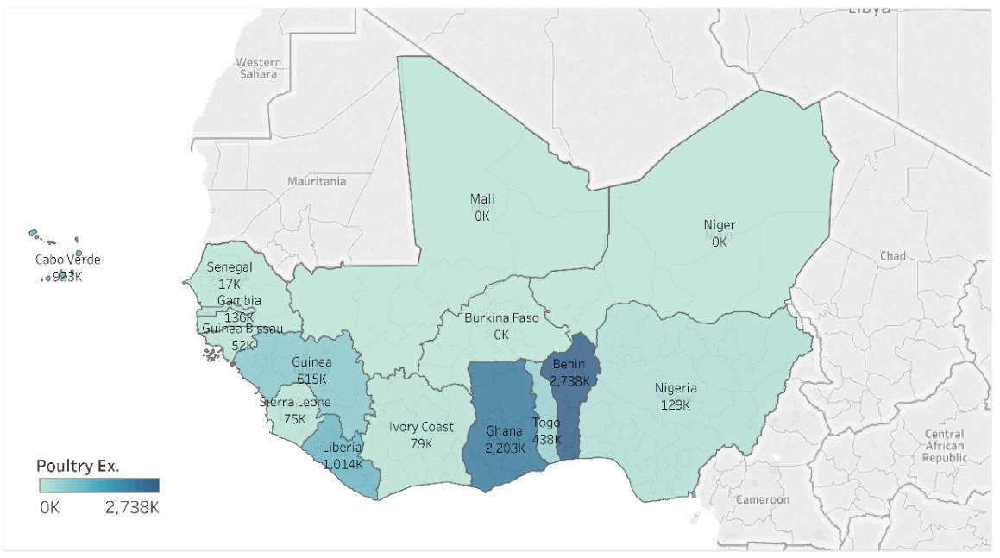 Libya
Western
Sahara
Mauritania
Mali
0K
Niger
0K
Chad
Cabo Verde
923K
Senegal
17K
Gambia
136K
Guinea Bissau
52K
Burkina Faso
0K
Guinea
615K
Benin
2,738K
Nigeria
129K
Sierra Leone
75K
Ivory Coast
79K
Ghana
2,203K
Togo
438K
Liberia
1,014K
Central
African
Republic
Cameroon
Poultry Ex.
0K
2,738K